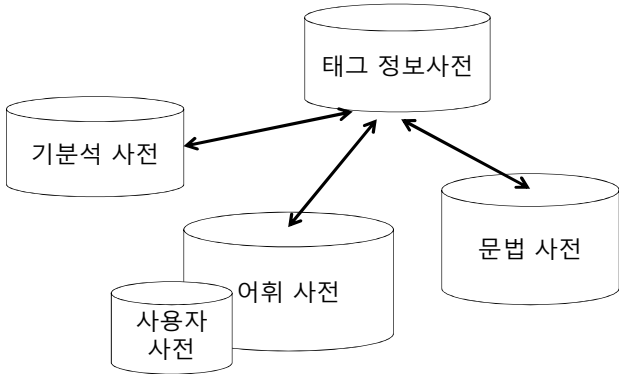 태그 정보사전
기분석 사전
문법 사전
어휘 사전
사용자
사전